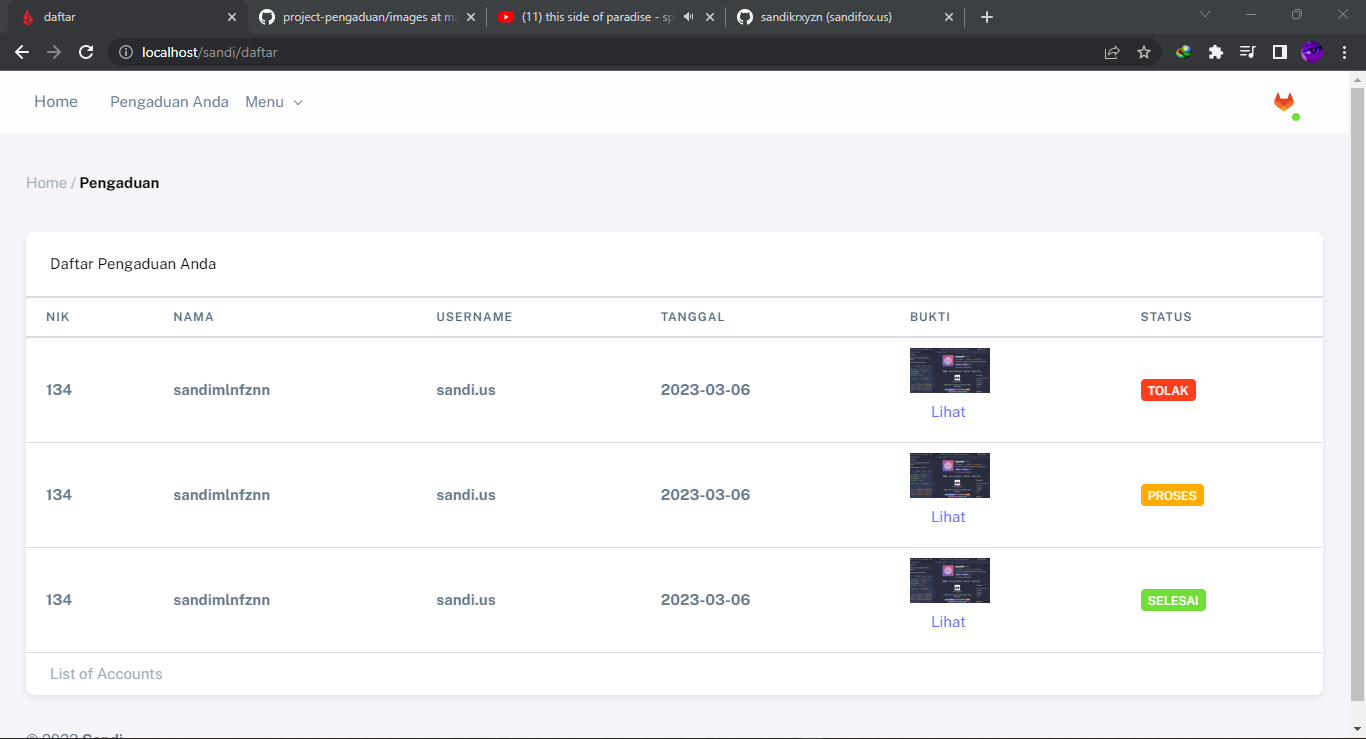 daftar
project-pengaduan/images at ma
(11) this side of paradise - sp
sandikrxyzn (sandifox.us)
localhost/sandi/daftar
Home Pengaduan Anda Menu
Home / Pengaduan
Daftar Pengaduan Anda
NIK NAMA USERNAME TANGGAL BUKTI STATUS
134 sandimlnfznn sandi.us 2023-03-06 TOLAK
Lihat
134 sandimlnfznn sandi.us 2023-03-06 PROSES
Lihat
134 sandimlnfznn sandi.us 2023-03-06 SELESAI
Lihat
List of Accounts
© 2023 Sandi